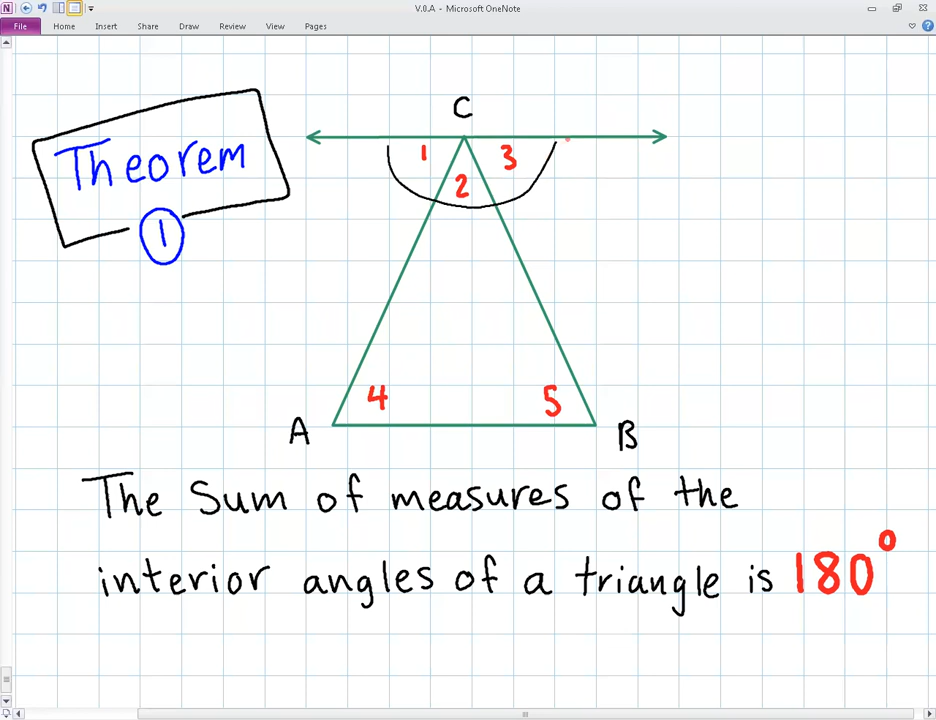 V.8.A - Microsoft OneNote
File Home Insert Share Draw Review View Pages
C
Theorem
1
1 3
2
4 5
A B
The Sum of measures of the
interior angles of a triangle is 180°